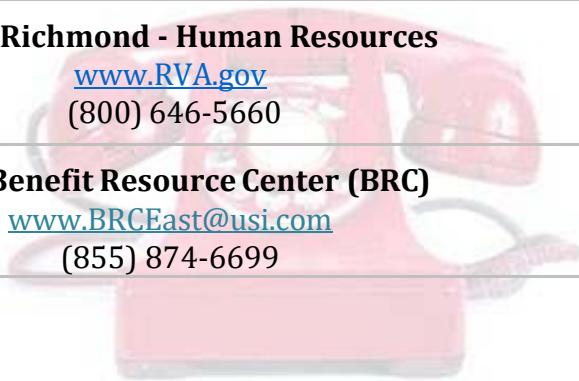 Richmond - Human Resources
www.RVA.gov
(800) 646-5660
Benefit Resource Center (BRC)
www.BRCEast@usi.com
(855) 874-6699